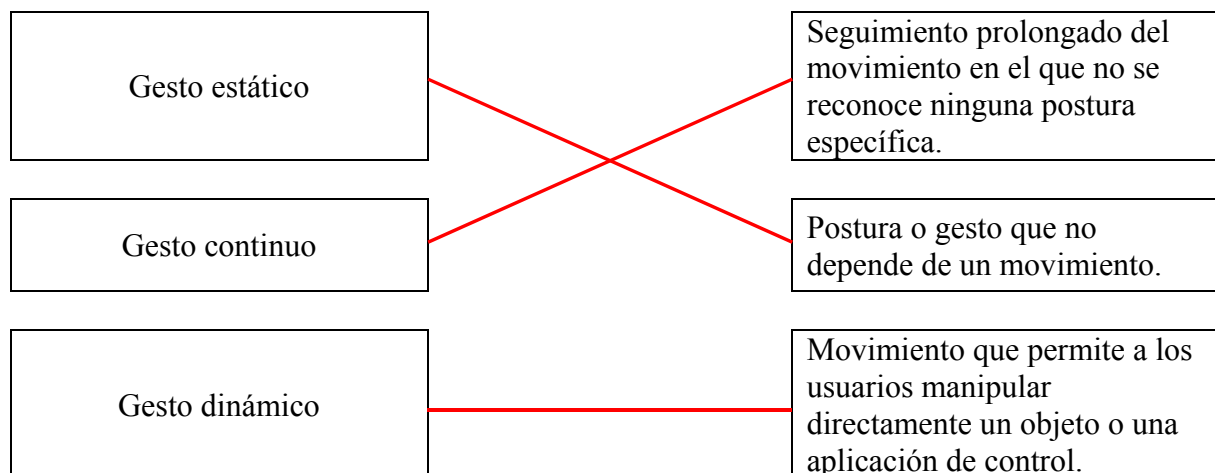 Gesto estático
Seguimiento prolongado del
movimiento en el que no se
reconoce ninguna postura
específica.
Gesto continuo
Postura o gesto que no
depende de un movimiento.
Gesto dinámico
Movimiento que permite a los
usuarios manipular
directamente un objeto o una
aplicación de control.